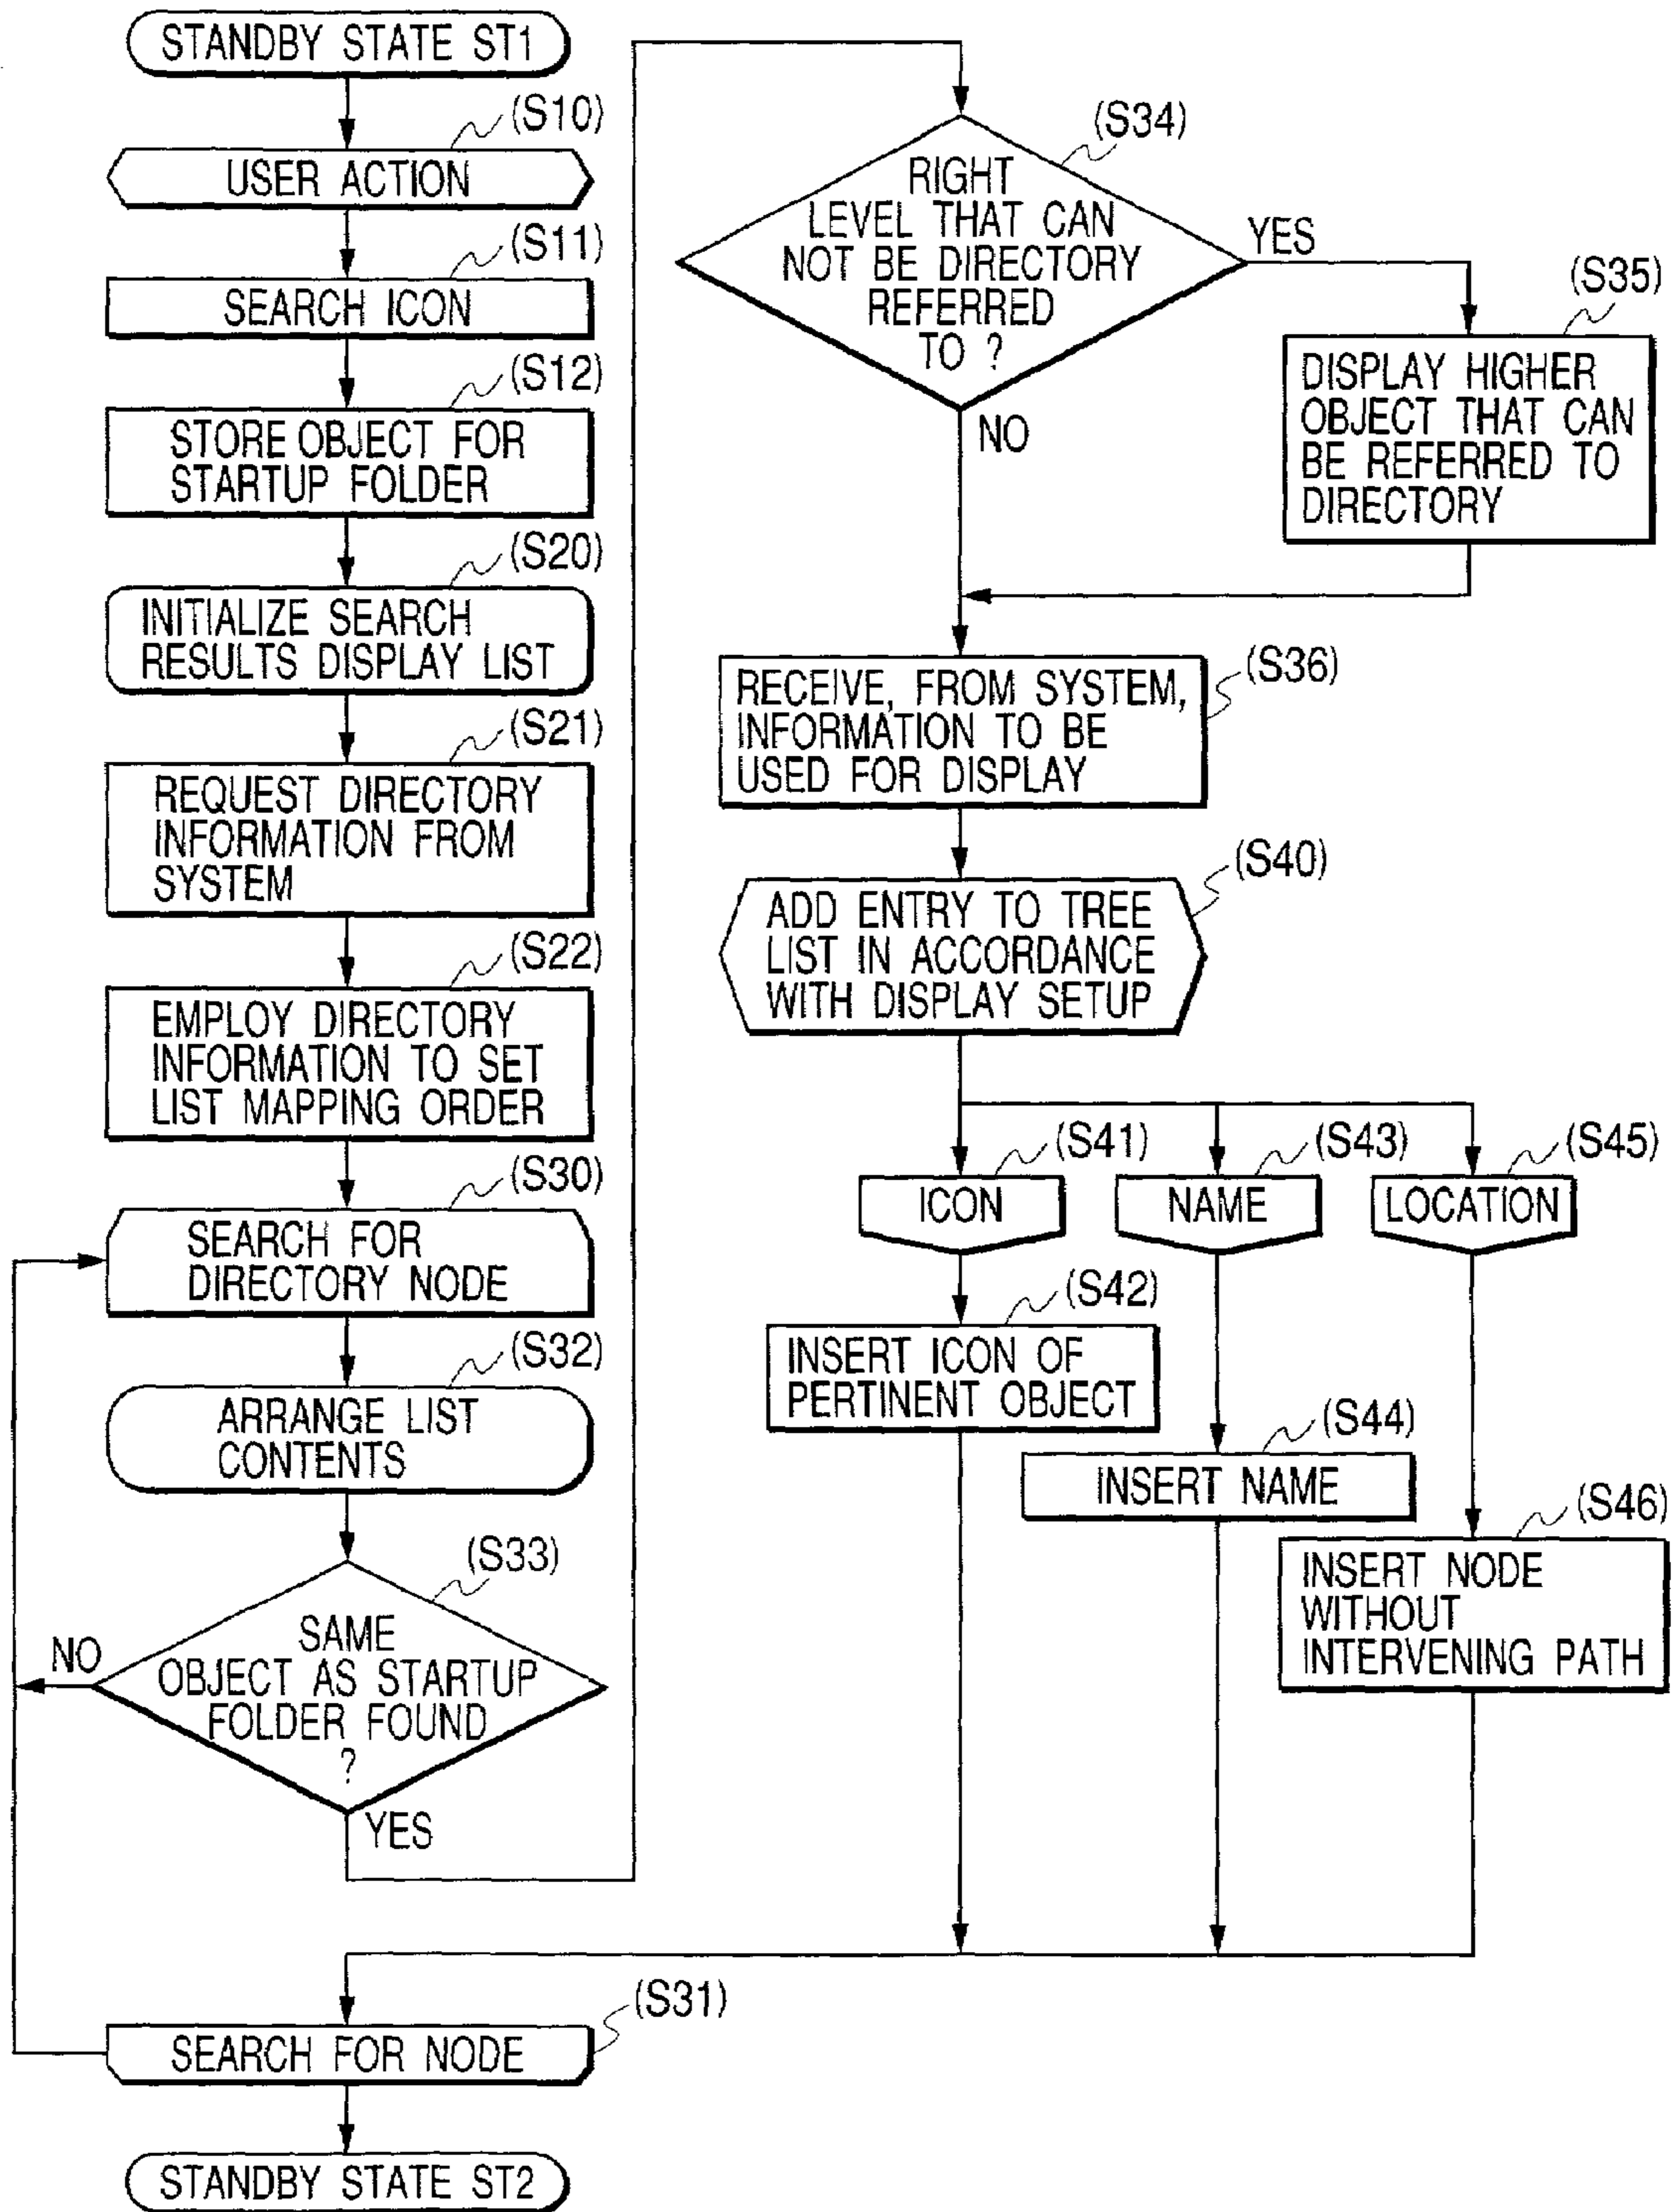 STANDBY STATE ST1
(S10)
USER ACTION
(S11)
SEARCH ICON
(S12)
STORE OBJECT FOR
STARTUP FOLDER
(S20)
INITIALIZE SEARCH
RESULTS DISPLAY LIST
(S21)
REQUEST DIRECTORY
INFORMATION FROM
SYSTEM
(S22)
EMPLOY DIRECTORY
INFORMATION TO SET
LIST MAPPING ORDER
(S30)
SEARCH FOR
DIRECTORY NODE
(S32)
ARRANGE LIST
CONTENTS
(S33)
SAME
OBJECT AS STARTUP
FOLDER FOUND
?
NO
YES
(S34)
RIGHT
LEVEL THAT CAN
NOT BE DIRECTORY
REFERRED
TO ?
YES
NO
(S35)
DISPLAY HIGHER
OBJECT THAT CAN
BE REFERRED TO
DIRECTORY
(S36)
RECEIVE, FROM SYSTEM,
INFORMATION TO BE
USED FOR DISPLAY
(S40)
ADD ENTRY TO TREE
LIST IN ACCORDANCE
WITH DISPLAY SETUP
(S41)
ICON
(S43)
NAME
(S45)
LOCATION
(S42)
INSERT ICON OF
PERTINENT OBJECT
(S44)
INSERT NAME
(S46)
INSERT NODE
WITHOUT
INTERVENING PATH
(S31)
SEARCH FOR NODE
STANDBY STATE ST2